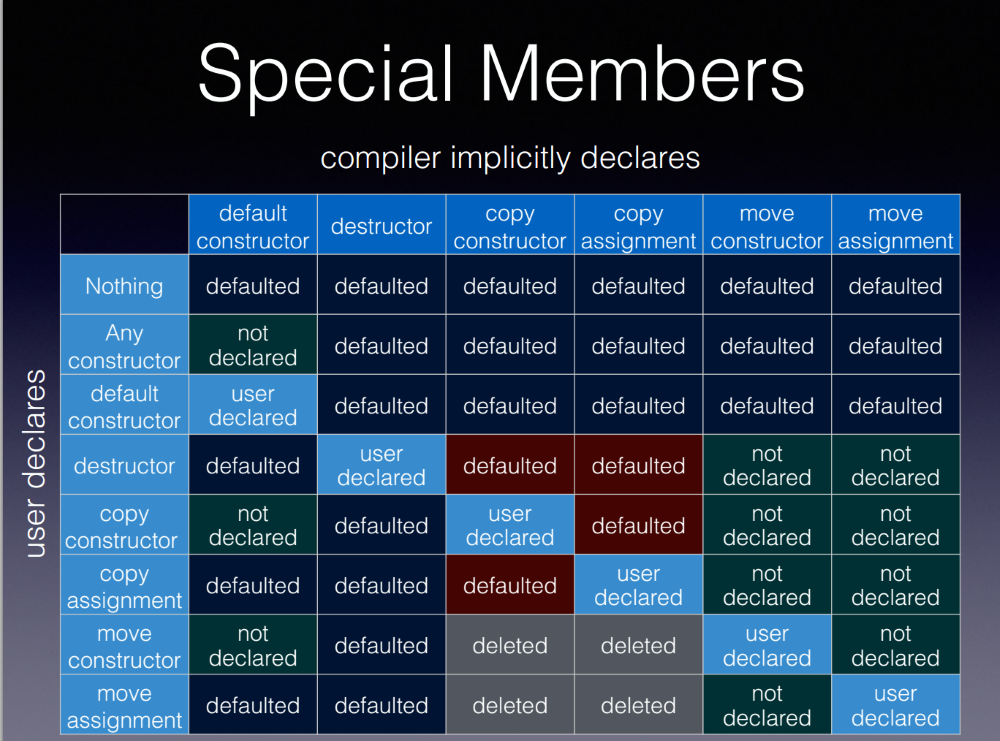 Special Members
compiler implicitly declares
default
constructor
destructor
copy
constructor
copy
assignment
move
constructor
move
assignment
user declares
Nothing
defaulted
defaulted
defaulted
defaulted
defaulted
defaulted
Any
constructor
not
declared
defaulted
defaulted
defaulted
defaulted
defaulted
default
constructor
user
declared
defaulted
defaulted
defaulted
defaulted
defaulted
destructor
defaulted
user
declared
defaulted
defaulted
not
declared
not
declared
copy
constructor
not
declared
defaulted
user
declared
defaulted
not
declared
not
declared
copy
assignment
defaulted
defaulted
defaulted
user
declared
not
declared
not
declared
move
constructor
not
declared
defaulted
deleted
deleted
user
declared
not
declared
move
assignment
defaulted
defaulted
deleted
deleted
not
declared
user
declared